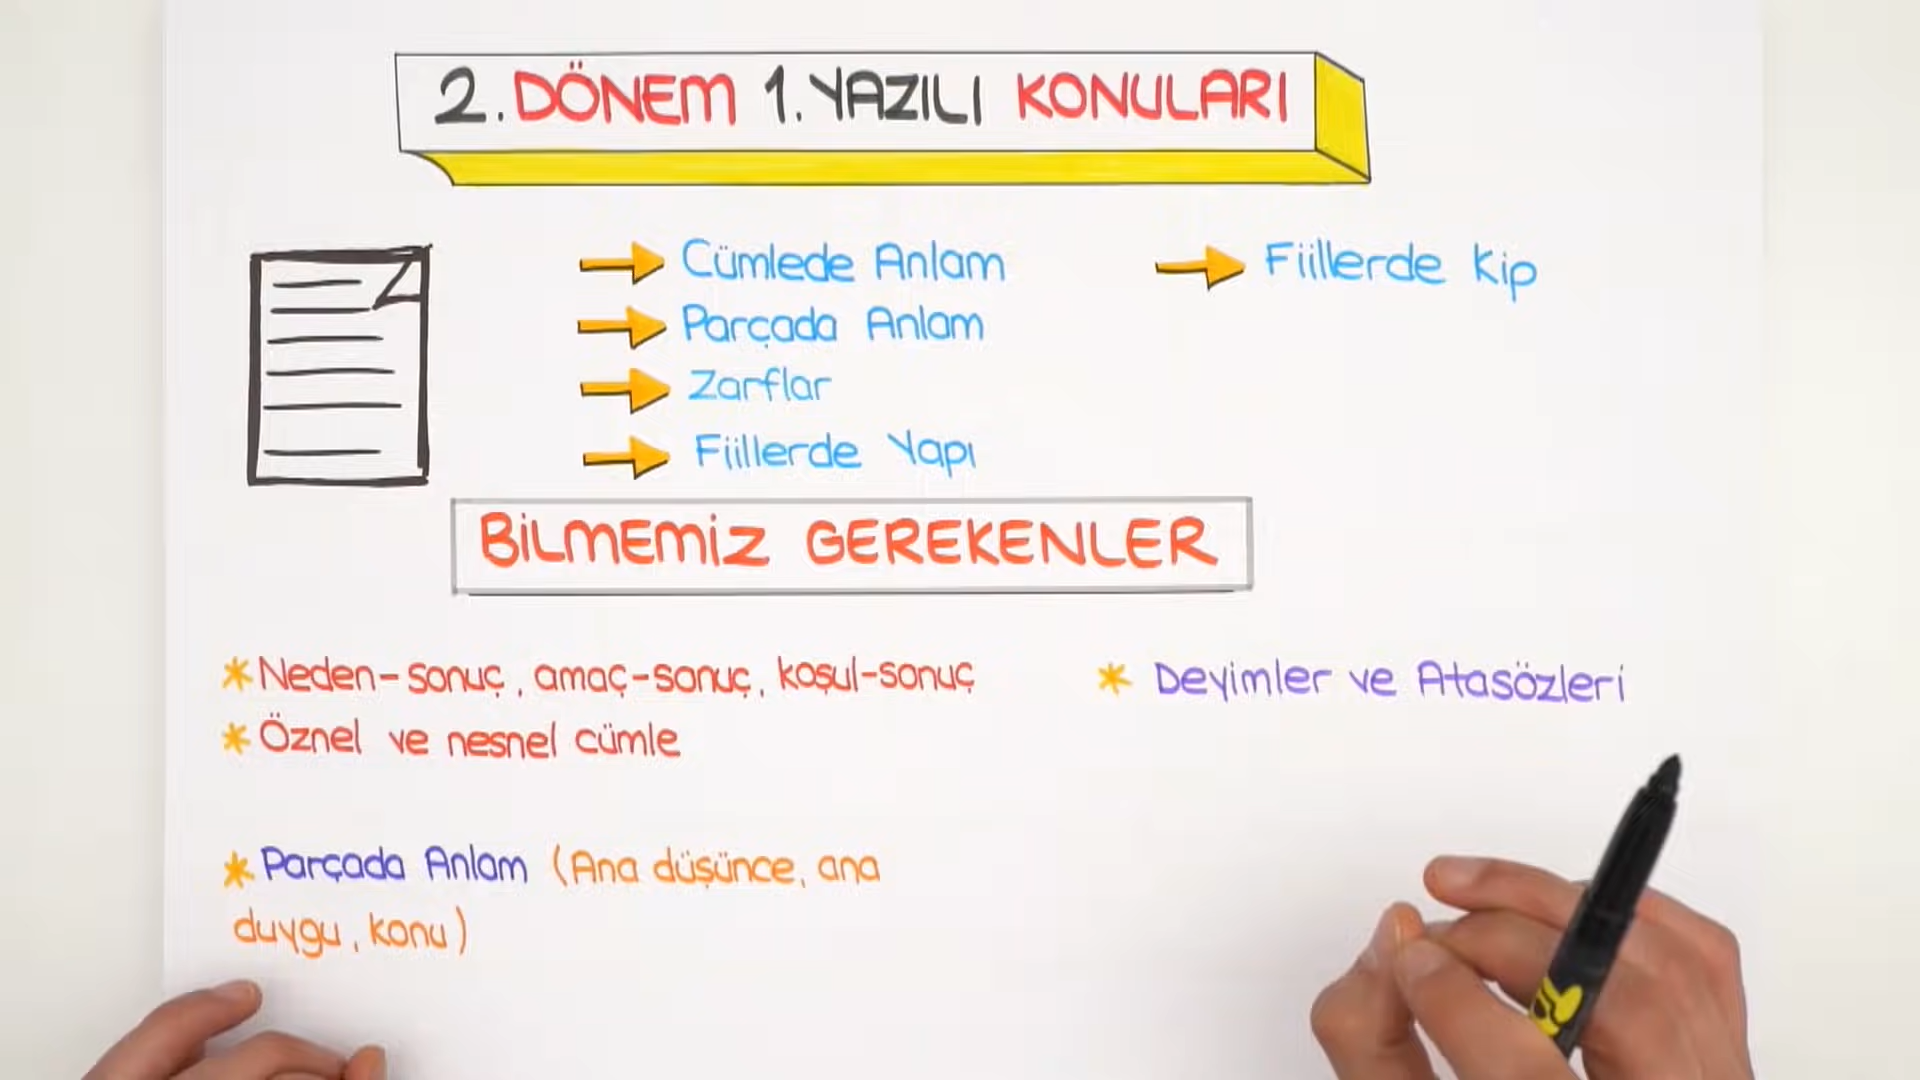 2. DÖNEM 1. YAZILI KONULARI
Cümlede Anlam
Parçada Anlam
Zarflar
Fiillerde Yapı
Fiillerde Kip
BİLMEMİZ GEREKENLER
* Neden-sonuç, amaç-sonuç, koşul-sonuç
* Öznel ve nesnel cümle
* Parçada Anlam (Ana düşünce, ana
duygu, konu)
* Deyimler ve Atasözleri